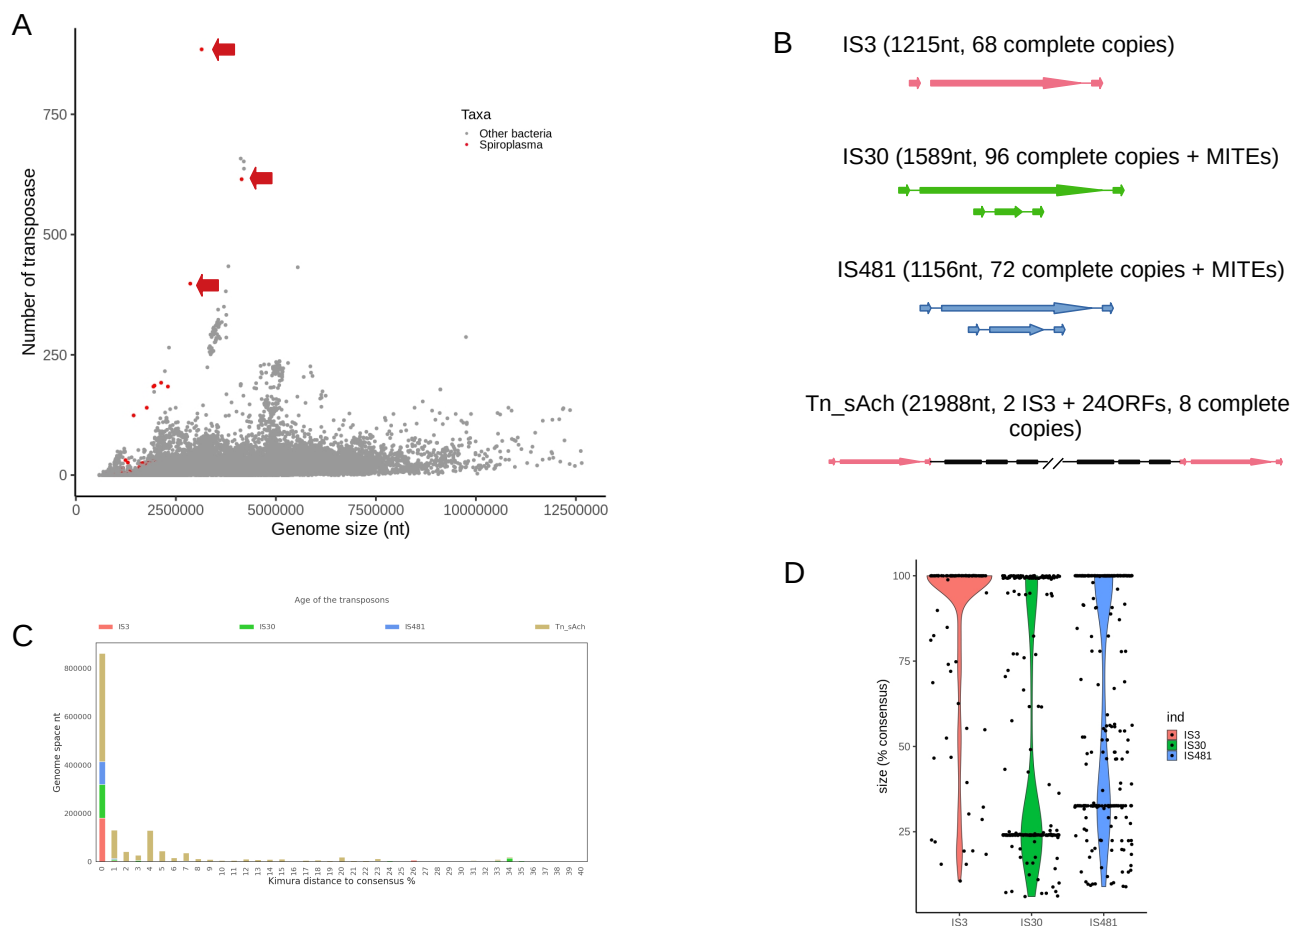 A
Number of transposase
750
500
250
0
0
2500000
5000000
7500000
10000000
12500000
Genome size (nt)
Taxa
Other bacteria
Spiroplasma
B
IS3 (1215nt, 68 complete copies)
IS30 (1589nt, 96 complete copies + MITEs)
IS481 (1156nt, 72 complete copies + MITEs)
Tn_sAch (21988nt, 2 IS3 + 24ORFs, 8 complete
copies)
C
Age of the transposons
IS3
IS30
IS481
Tn_sAch
Genome space nt
800000
600000
400000
200000
0
0 1 2 3 4 5 6 7 8 9 10 11 12 13 14 15 16 17 18 19 20 21 22 23 24 25 26 27 28 29 30 31 32 33 34 35 36 37 38 39 40
Kimura distance to consensus %
D
size (% consensus)
100
75
50
25
IS3
IS30
IS481
ind
IS3
IS30
IS481